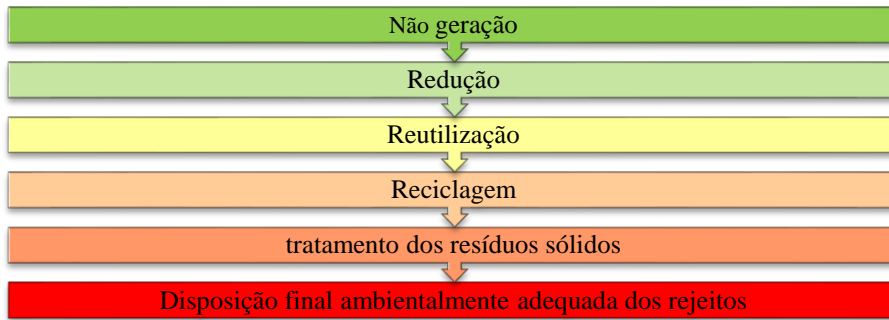 Não geração
Redução
Reutilização
Reciclagem
tratamento dos resíduos sólidos
Disposição final ambientalmente adequada dos rejeitos